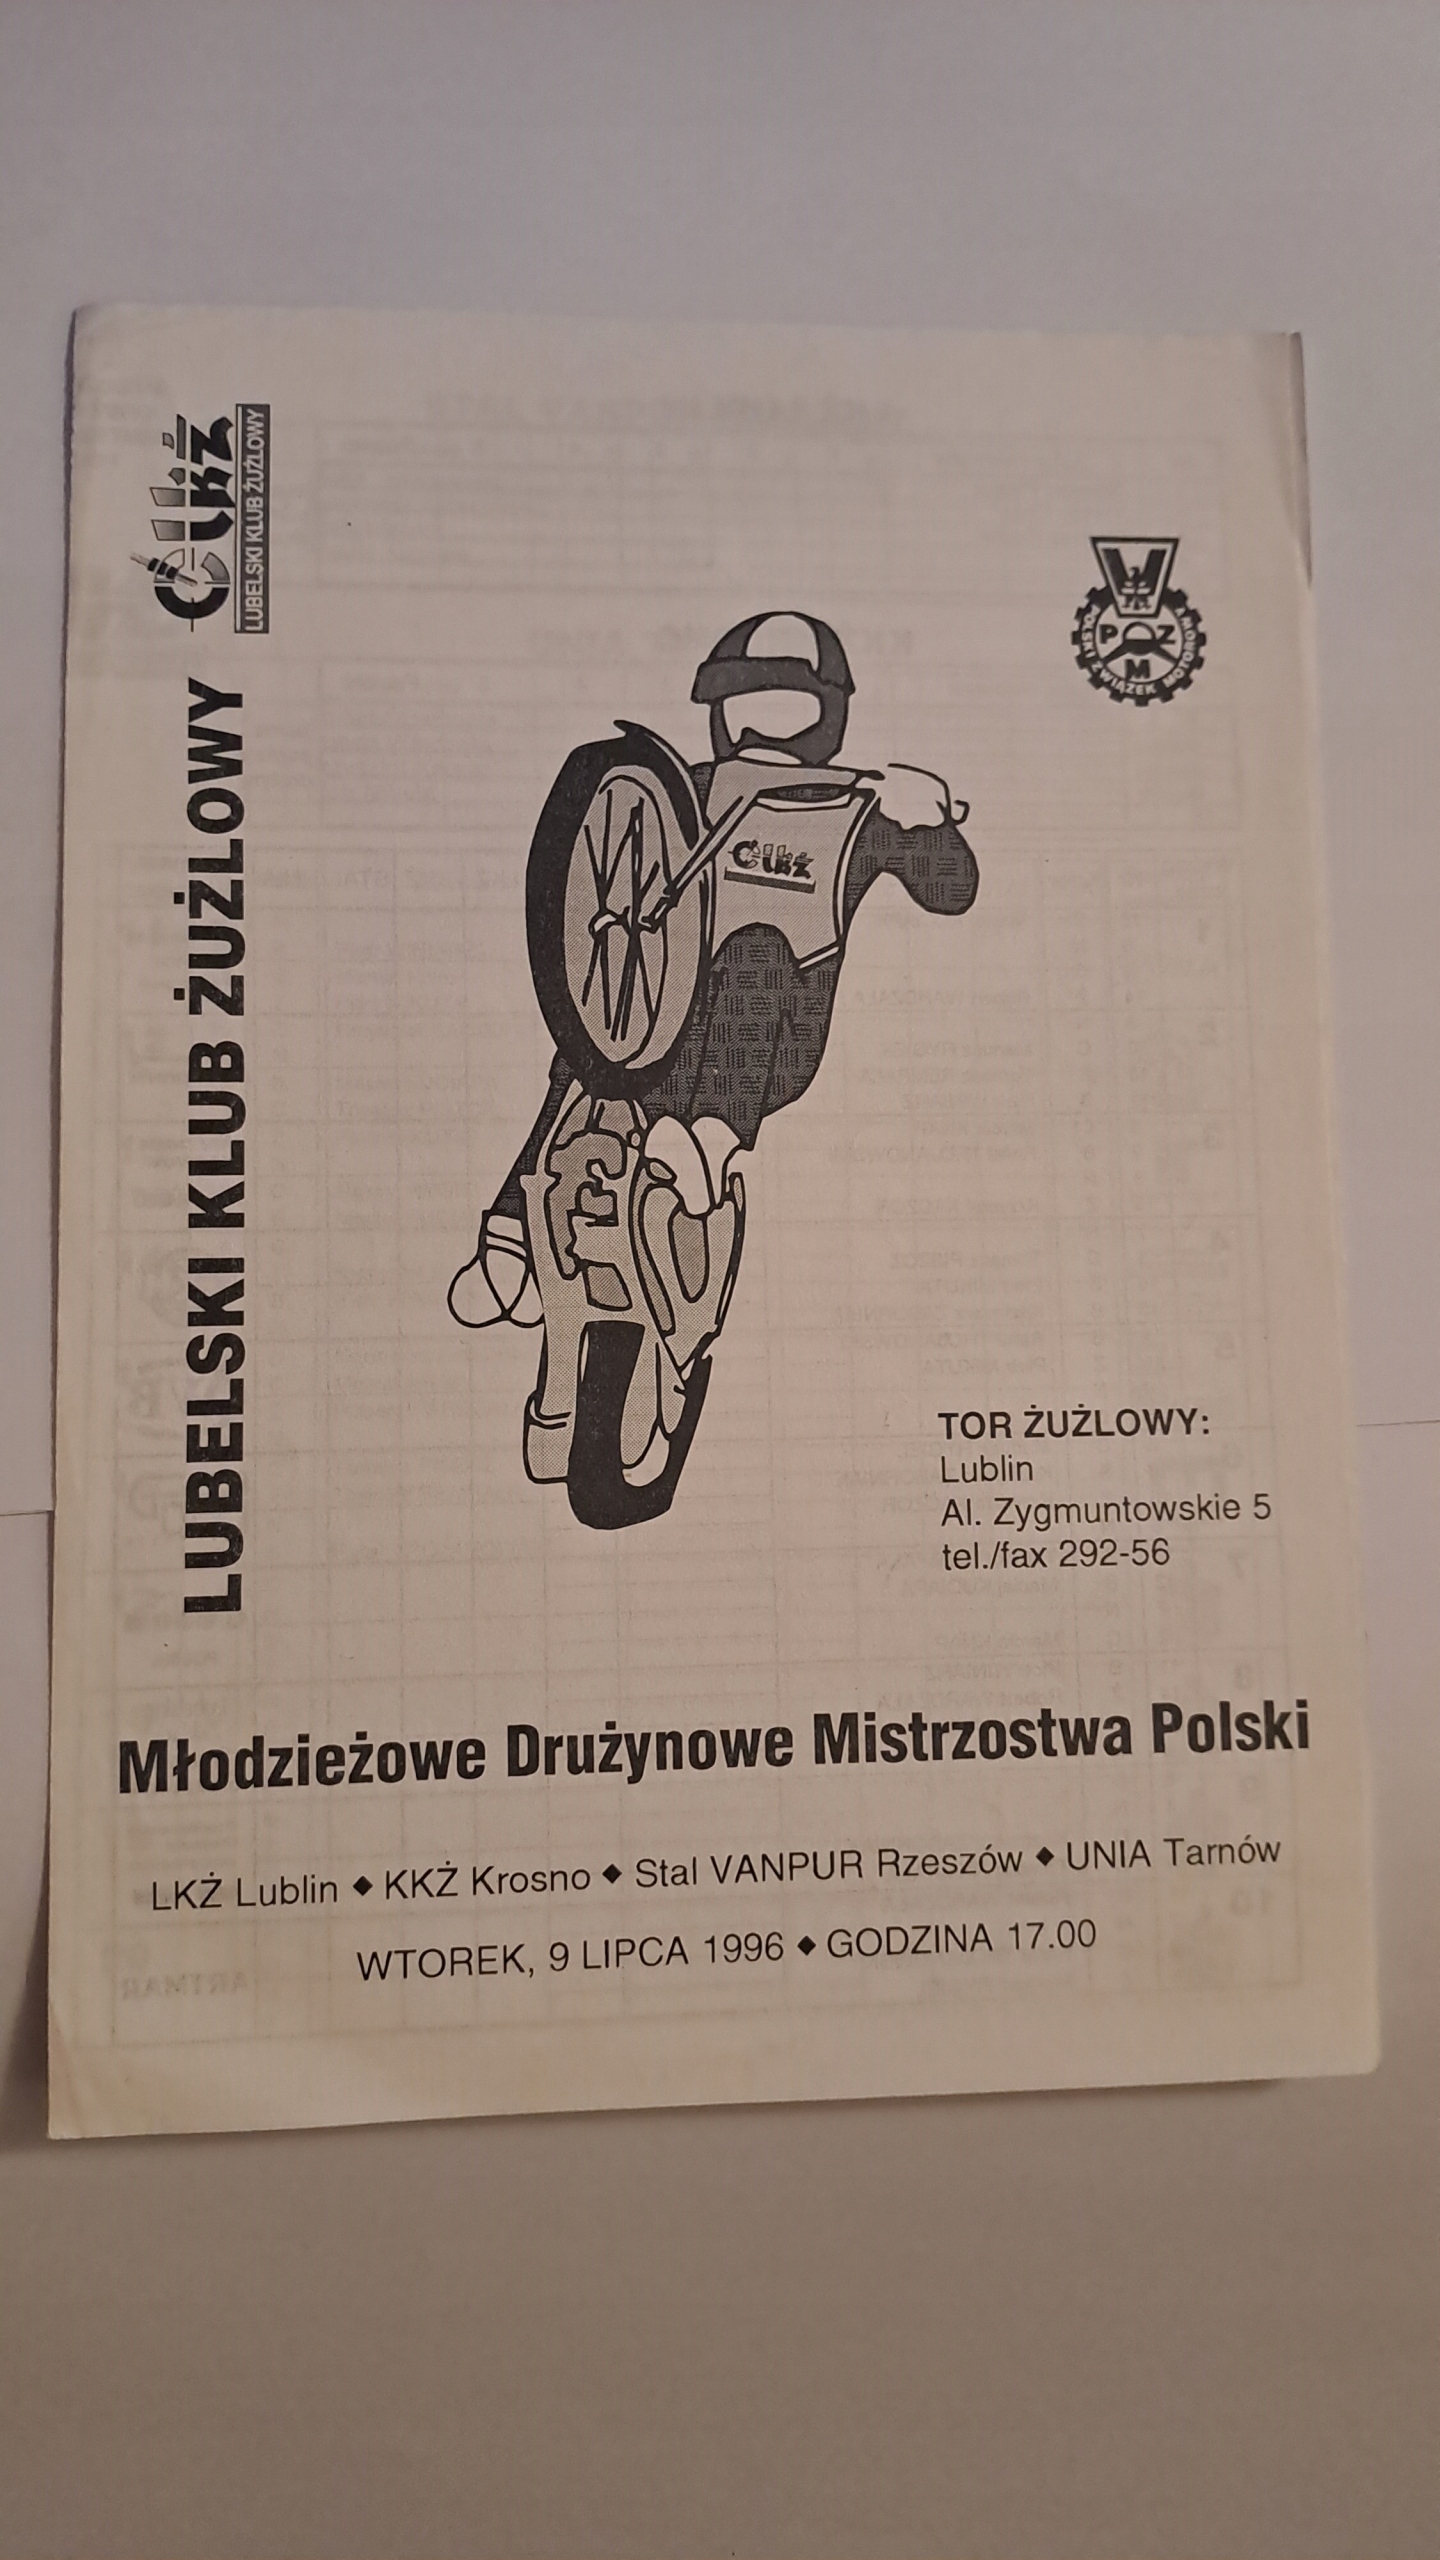 LKŻ
LUBELSKI KLUB ŻUŻLOWY
LUBELSKI KLUB ŻUŻLOWY
PZM
POLSKI ZWIĄZEK MOTOROWY
LKŻ
TOR ŻUŻLOWY:
Lublin
Al. Zygmuntowskie 5
tel./fax 292-56
Młodzieżowe Drużynowe Mistrzostwa Polski
LKŻ Lublin ◆ KKŻ Krosno ◆ Stal VANPUR Rzeszów ◆ UNIA Tarnów
WTOREK, 9 LIPCA 1996 ◆ GODZINA 17.00